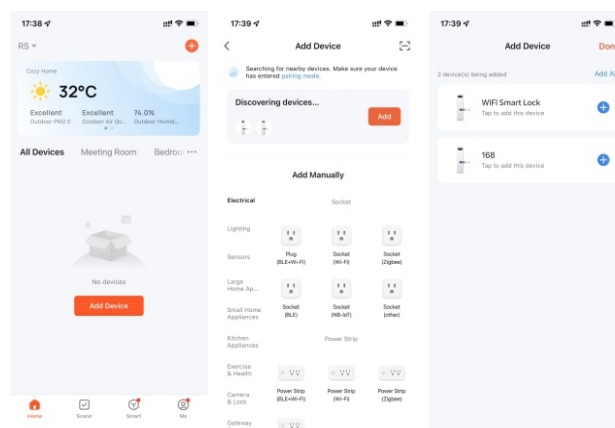 17:38
RS
Cozy Home
32°C
Excellent Excellent 74.0%
Outdoor PM2.5 Outdoor Air Qu... Outdoor Humid...
All Devices Meeting Room Bedroo
No devices
Add Device
Home Scene Smart Me
17:39
Add Device
Searching for nearby devices. Make sure your device
has entered pairing mode.
Discovering devices...
Add
Add Manually
Electrical
Socket
Lighting
Sensors
Plug Socket Socket
(BLE+Wi-Fi) (Wi-Fi) (Zigbee)
Large
Home Ap...
Small Home
Appliances
Socket Socket Socket
(BLE) (NB-IoT) (other)
Kitchen
Appliances
Power Strip
Exercise
& Health
Camera
& Lock
Power Strip Power Strip Power Strip
(BLE+Wi-Fi) (Wi-Fi) (Zigbee)
Gateway
17:39
Add Device Don
2 device(s) being added Add Al
WIFI Smart Lock
Tap to add this device
168
Tap to add this device